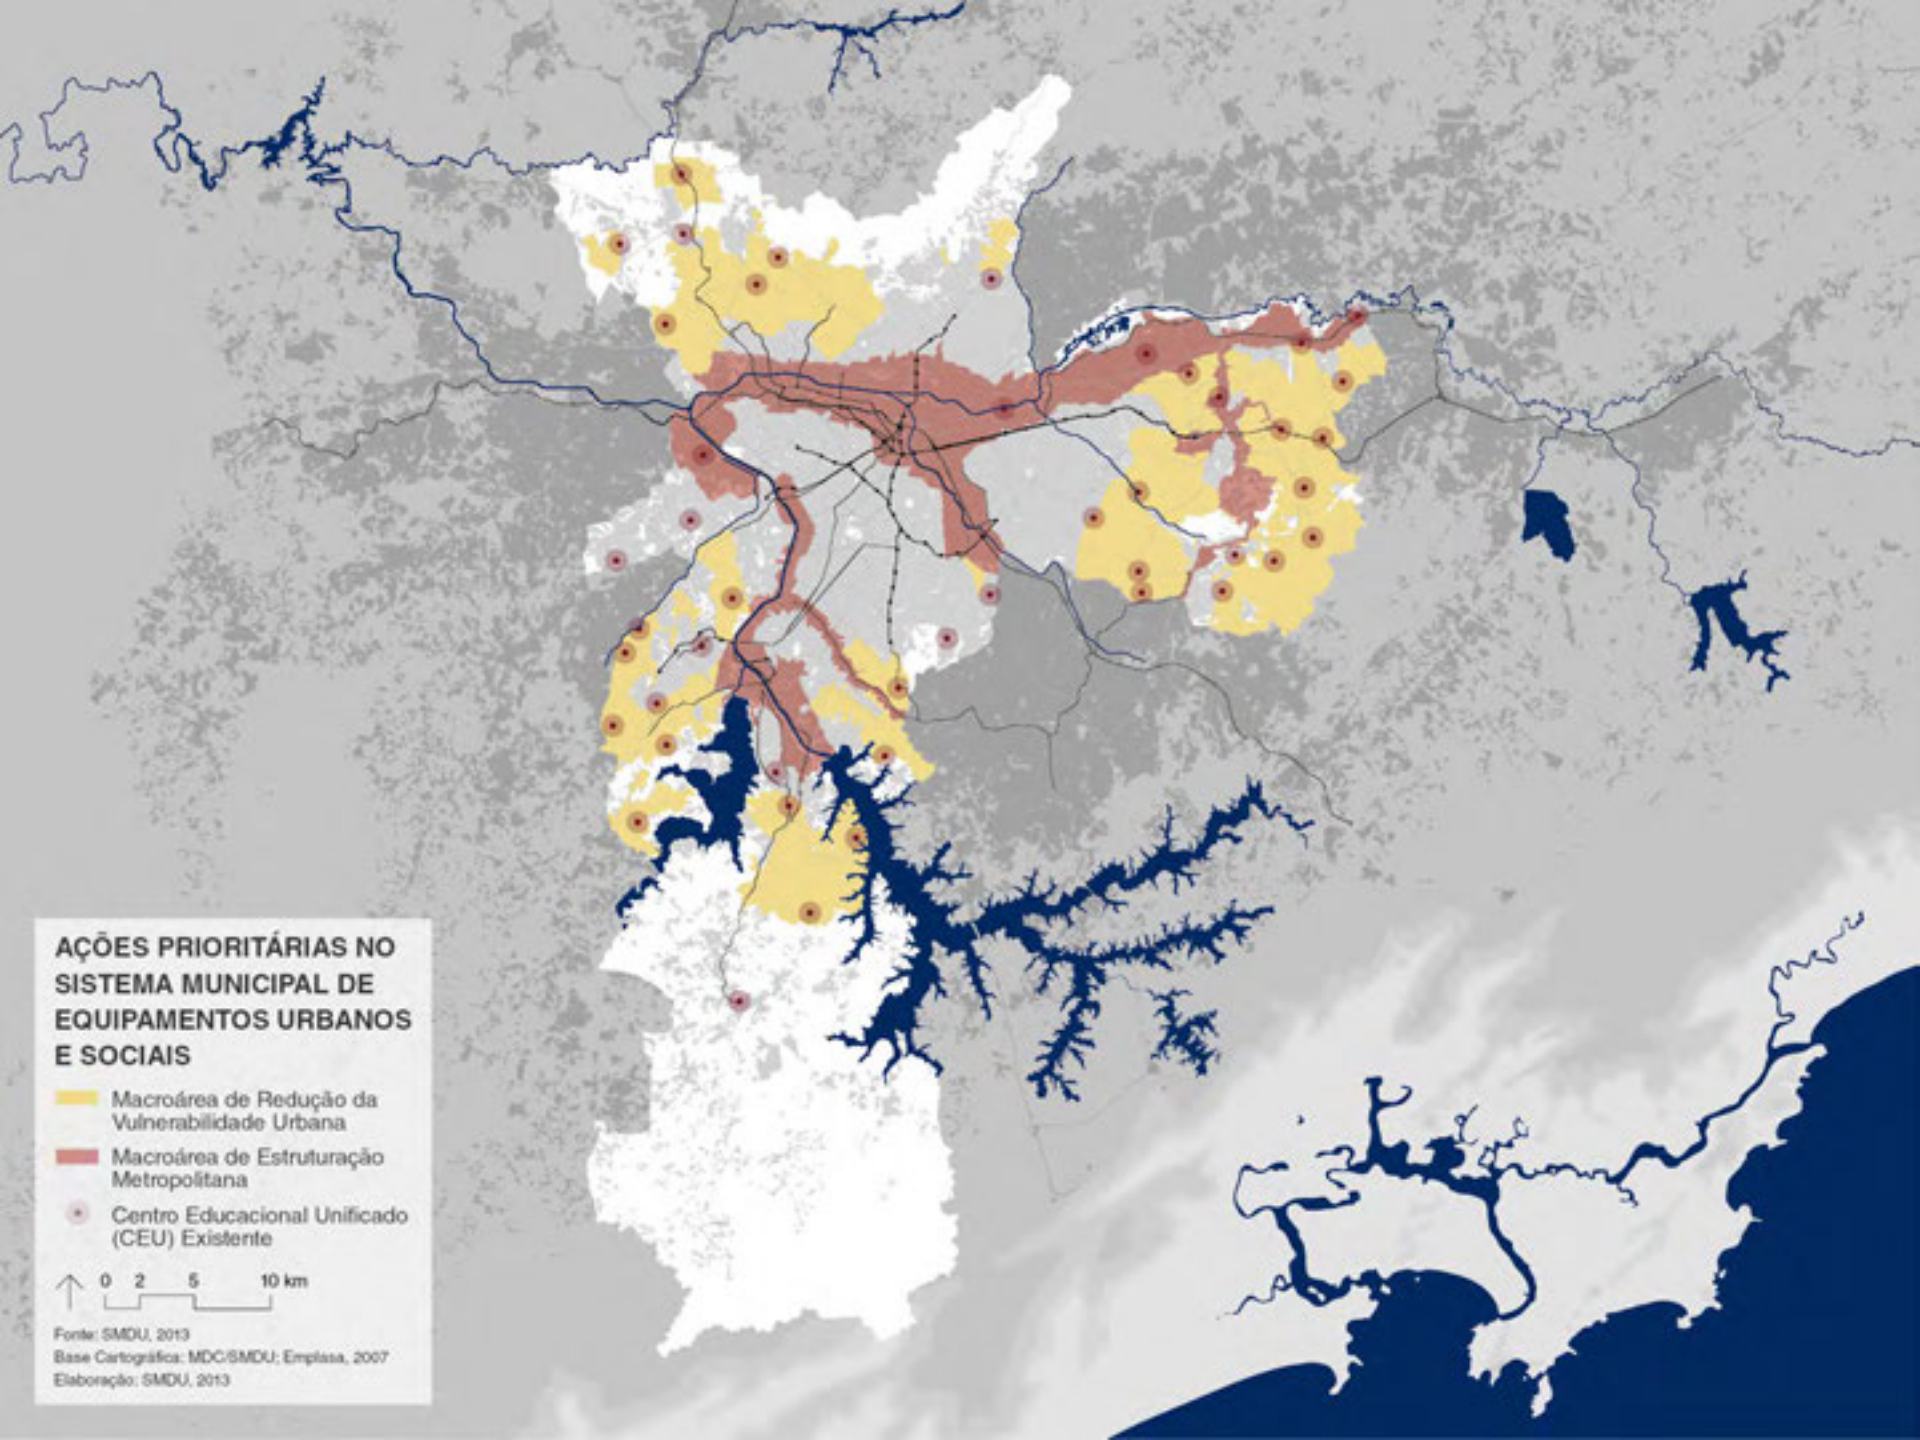 AÇÕES PRIORITÁRIAS NO
SISTEMA MUNICIPAL DE
EQUIPAMENTOS URBANOS
E SOCIAIS
Macroárea de Redução da
Vulnerabilidade Urbana
Macroárea de Estruturação
Metropolitana
Centro Educacional Unificado
(CEU) Existente
0 2 5 10 km
Fonte: SMDU, 2013
Base Cartográfica: MDC/SMDU; Emplasa, 2007
Elaboração: SMDU, 2013